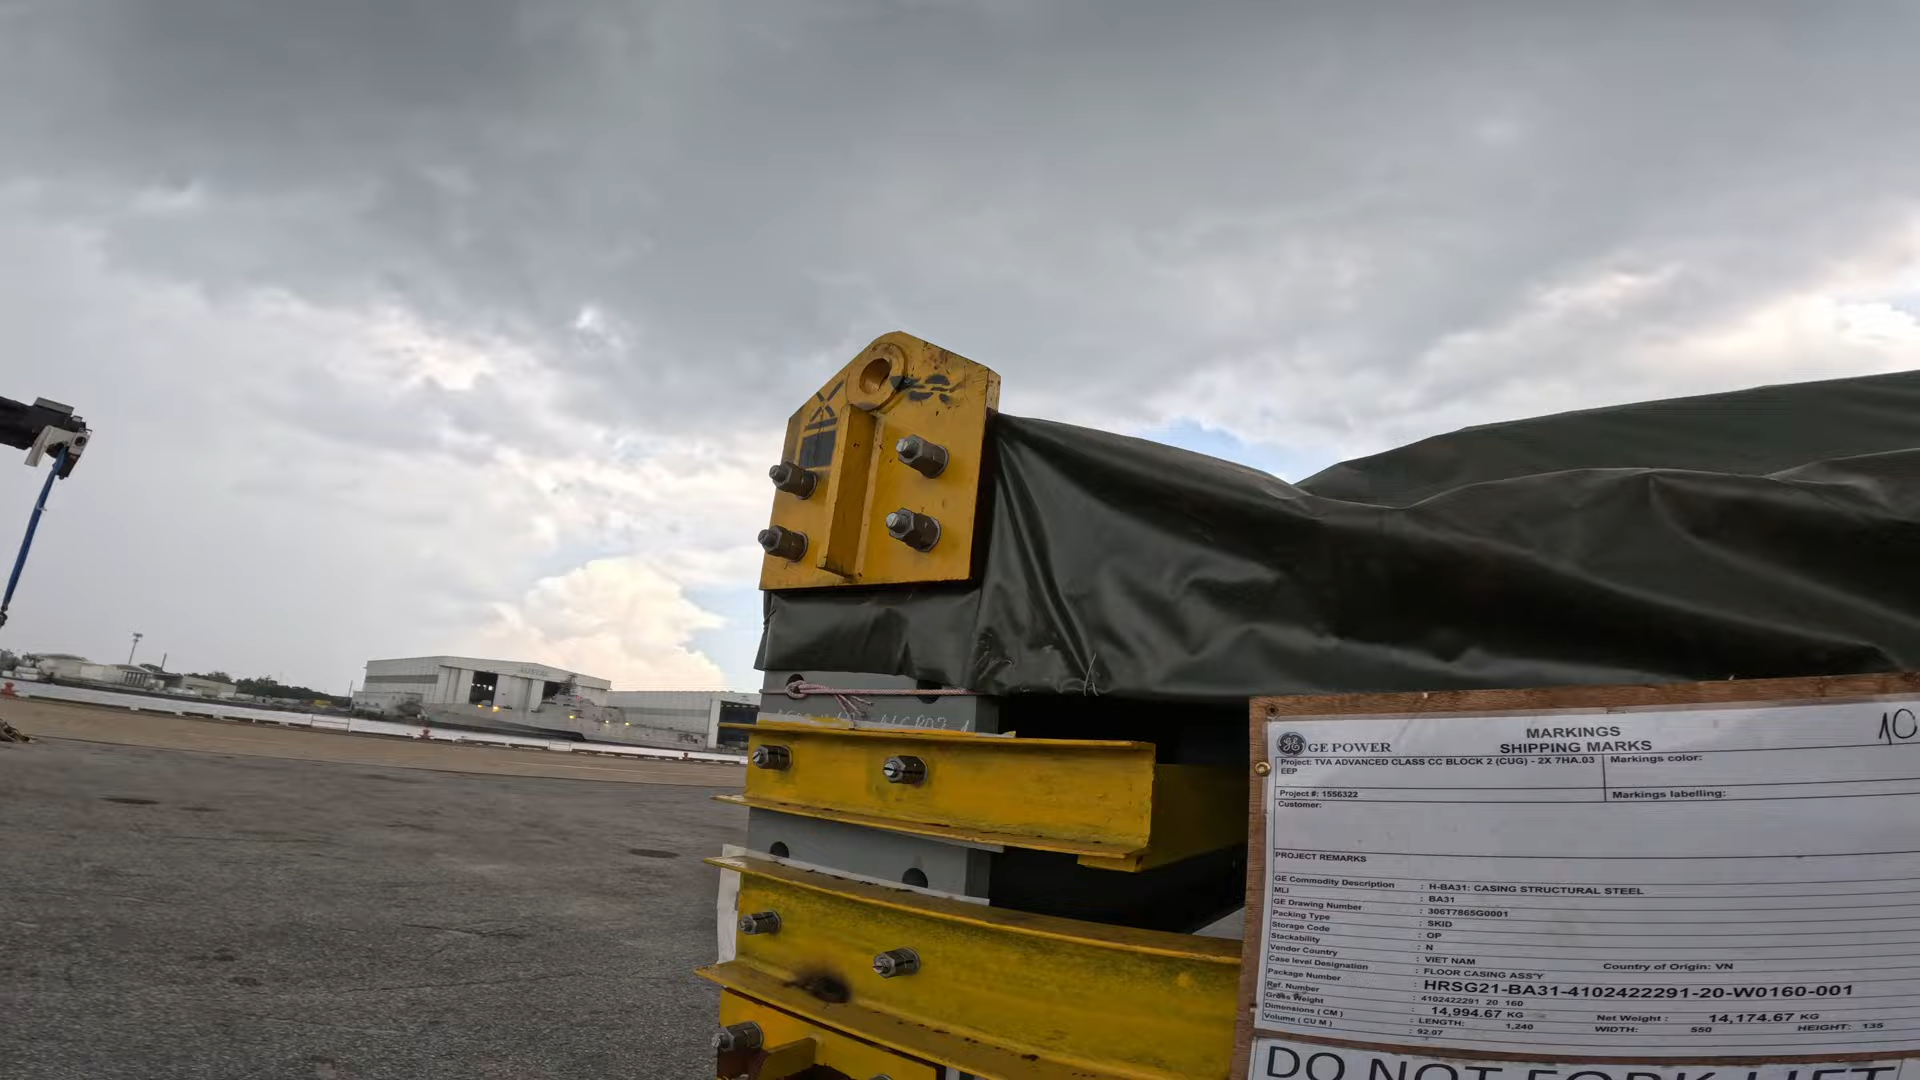 AUSTAL
10
GE POWER
MARKINGS
SHIPPING MARKS
Project: TVA ADVANCED CLASS CC BLOCK 2 (CUG) - 2X 7HA.03
EEP
Markings color:
Project #: 1556322
Markings labelling:
Customer:
PROJECT REMARKS
GE Commodity Description : H-BA31: CASING STRUCTURAL STEEL
MLI : BA31
GE Drawing Number : 306T7865G0001
Packing Type : SKID
Storage Code : OP
Stackability : N
Vendor Country : VIET NAM Country of Origin: VN
Case level Designation : FLOOR CASING ASS'Y
Package Number : HRSG21-BA31-4102422291-20-W0160-001
Ref. Number : 4102422291 20 160
Gross Weight : 14,994.67 KG Net Weight : 14,174.67 KG
Dimensions ( CM ) : LENGTH: 1,240 WIDTH: 550 HEIGHT: 135
Volume ( CU M ) : 92.07
DO NOT FORK LIFT